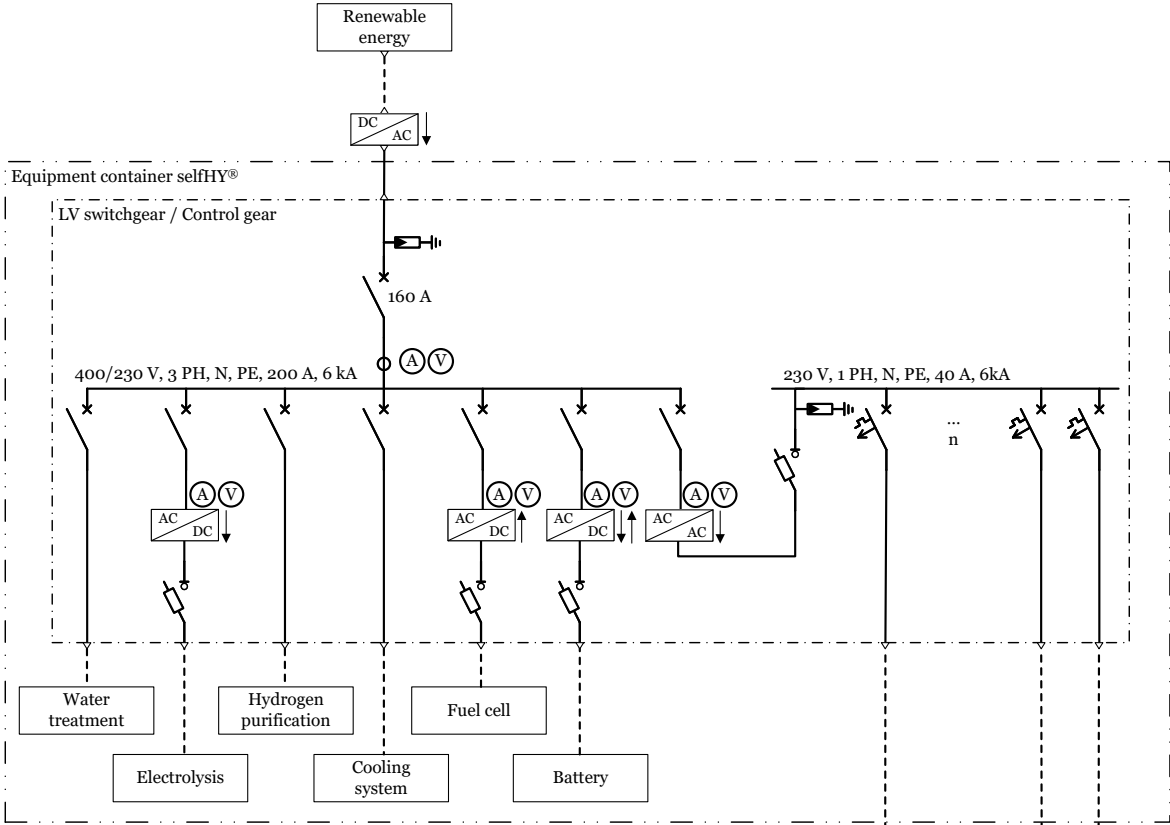 Renewable
energy
DC
AC
Equipment container selfHY®
LV switchgear / Control gear
160 A
A V
400/230 V, 3 PH, N, PE, 200 A, 6 kA
230 V, 1 PH, N, PE, 40 A, 6kA
...
n
A V
A V
A V
A V
AC
DC
AC
DC
AC
DC
AC
AC
Water
treatment
Hydrogen
purification
Fuel cell
Electrolysis
Cooling
system
Battery